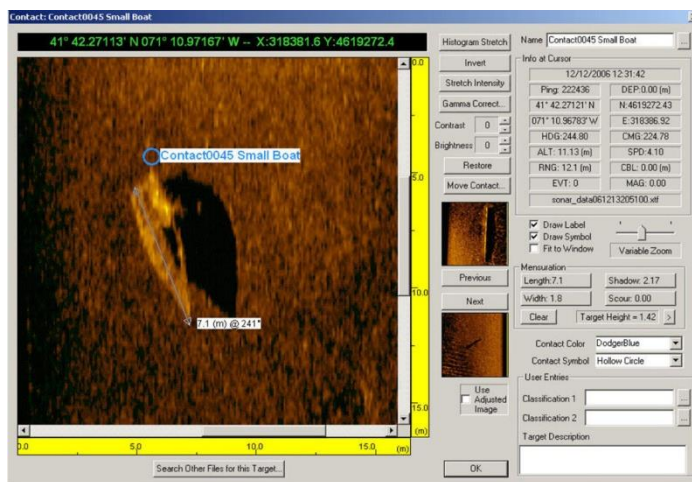 Contact: Contact0045 Small Boat
41° 42.27113' N 071° 10.97167' W -- X:318381.6 Y:4619272.4
Contact0045 Small Boat
7.1 (m) @ 241°
0.0
5.0
10.0
15.0
(m)
0.0
5.0
10.0
15.0
(m)
Search Other Files for this Target...
Histogram Stretch
Invert
Stretch Intensity
Gamma Correct...
Contrast 0
Brightness 0
Restore
Move Contact...
Previous
Next
Use
Adjusted
Image
OK
Name Contact0045 Small Boat ...
Info at Cursor
12/12/2006 12:31:42
Ping: 222436 DEP:0.00 (m)
41° 42.27121' N N:4619272.43
071° 10.96783' W E: 318386.92
HDG:244.80 CMG:224.78
ALT: 11.13 (m) SPD:4.10
RNG: 12.1 (m) CBL: 0.00 (m)
EVT: 0 MAG: 0.00
sonar_data061213205100.xtf
Draw Label
Draw Symbol
Fit to Window Variable Zoom
Mensuration
Length:7.1 Shadow: 2.17
Width: 1.8 Scour: 0.00
Clear Target Height = 1.42 >
Contact Color DodgerBlue
Contact Symbol Hollow Circle
User Entries
Classification 1 ...
Classification 2 ...
Target Description